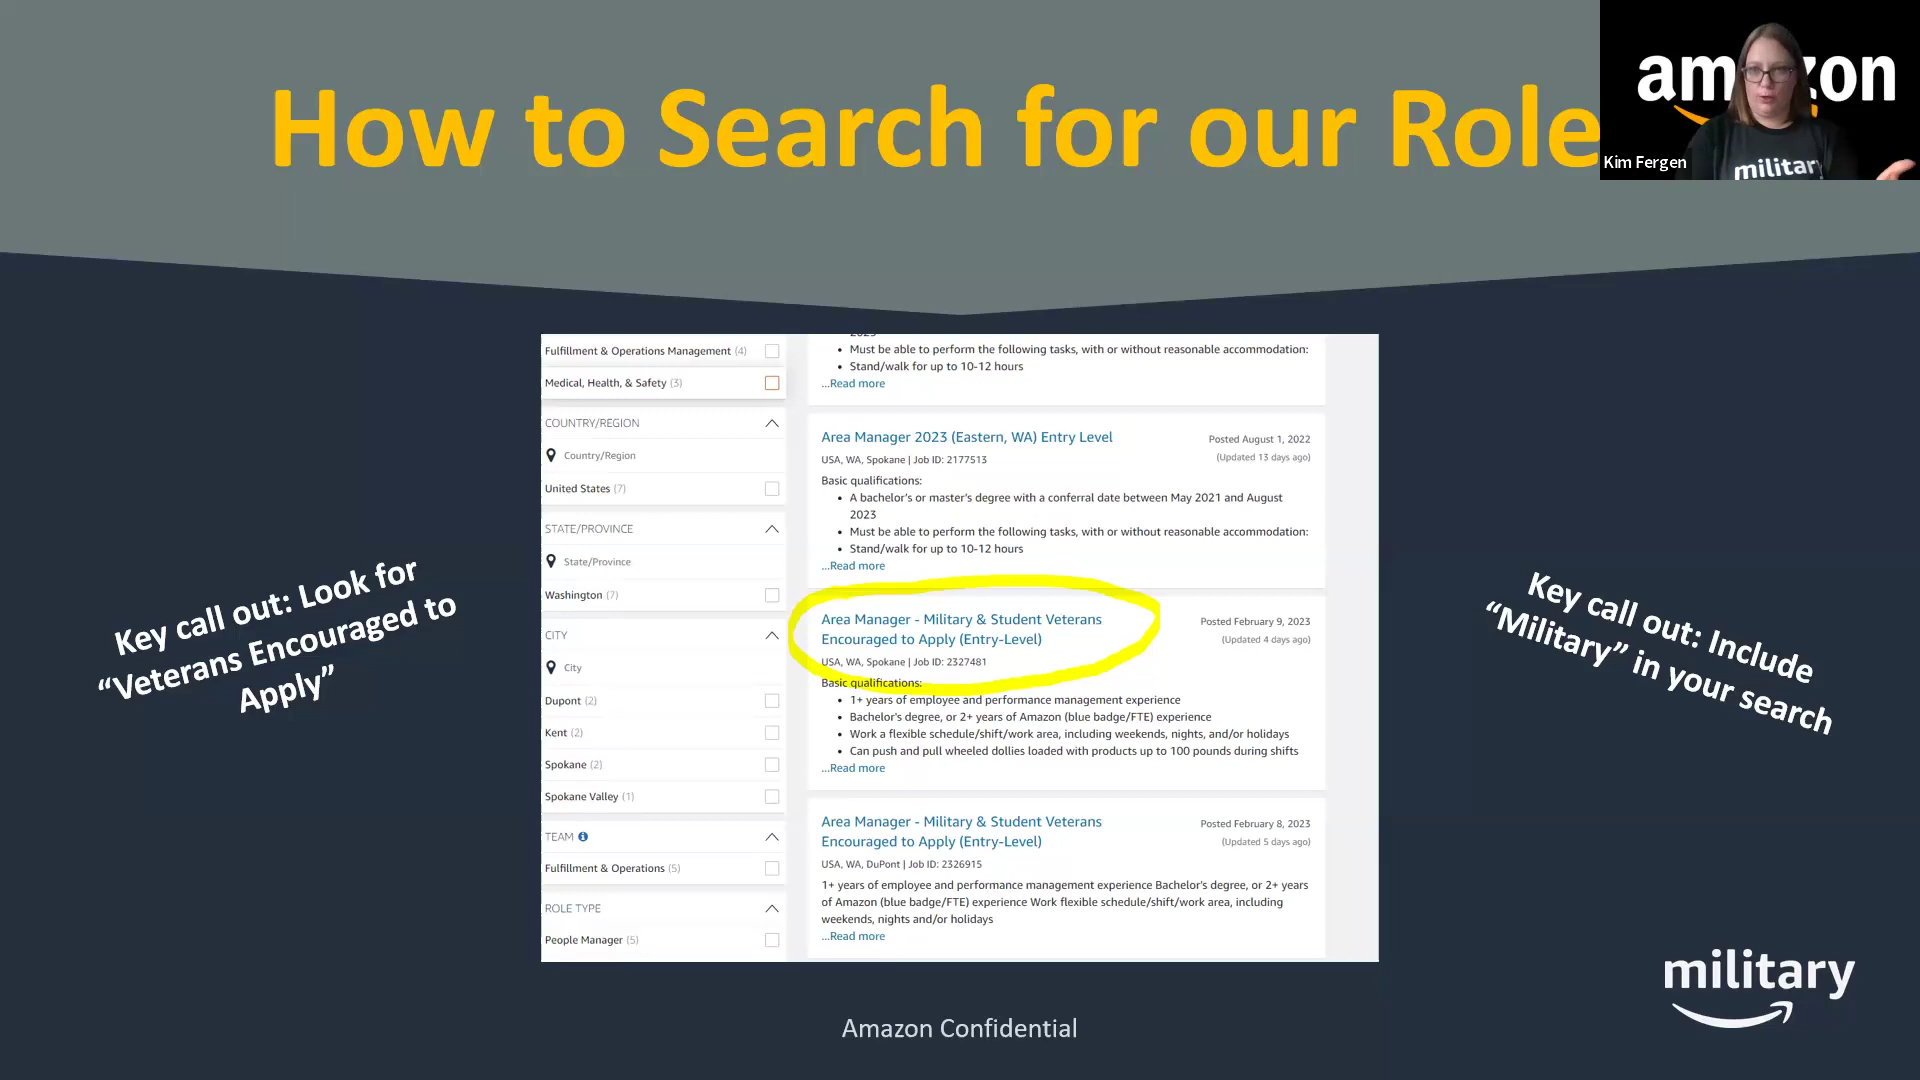 How to Search for our Role
amazon
Kim Fergen
military
Fulfillment & Operations Management (4)
Medical, Health, & Safety (3)
COUNTRY/REGION
Country/Region
United States (7)
STATE/PROVINCE
State/Province
Washington (7)
CITY
City
Dupont (2)
Kent (2)
Spokane (2)
Spokane Valley (1)
TEAM
Fulfillment & Operations (5)
ROLE TYPE
People Manager (5)
2023
• Must be able to perform the following tasks, with or without reasonable accommodation:
• Stand/walk for up to 10-12 hours
...Read more
Area Manager 2023 (Eastern, WA) Entry Level
Posted August 1, 2022
(Updated 13 days ago)
USA, WA, Spokane | Job ID: 2177513
Basic qualifications:
• A bachelor's or master's degree with a conferral date between May 2021 and August
2023
• Must be able to perform the following tasks, with or without reasonable accommodation:
• Stand/walk for up to 10-12 hours
...Read more
Area Manager - Military & Student Veterans
Encouraged to Apply (Entry-Level)
Posted February 9, 2023
(Updated 4 days ago)
USA, WA, Spokane | Job ID: 2327481
Basic qualifications:
• 1+ years of employee and performance management experience
• Bachelor's degree, or 2+ years of Amazon (blue badge/FTE) experience
• Work a flexible schedule/shift/work area, including weekends, nights, and/or holidays
• Can push and pull wheeled dollies loaded with products up to 100 pounds during shifts
...Read more
Area Manager - Military & Student Veterans
Encouraged to Apply (Entry-Level)
Posted February 8, 2023
(Updated 5 days ago)
USA, WA, DuPont | Job ID: 2326915
1+ years of employee and performance management experience Bachelor's degree, or 2+ years
of Amazon (blue badge/FTE) experience Work flexible schedule/shift/work area, including
weekends, nights and/or holidays
...Read more
Key call out: Look for
“Veterans Encouraged to
Apply”
Key call out: Include
“Military” in your search
military
Amazon Confidential